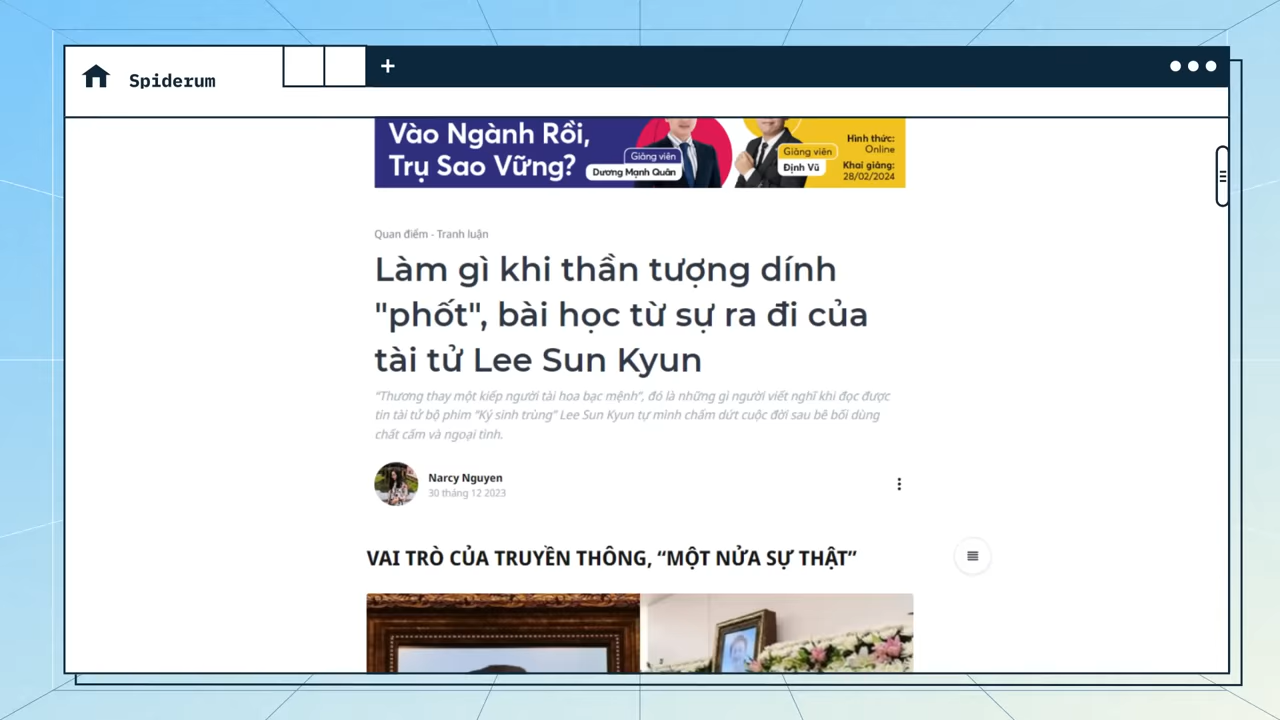 Spiderum
Vào Ngành Rồi,
Trụ Sao Vững?
Giảng viên
Dương Mạnh Quân
Giảng viên
Định Vũ
Hình thức:
Online
Khai giảng:
28/02/2024
Quan điểm - Tranh luận
Làm gì khi thần tượng dính
"phốt", bài học từ sự ra đi của
tài tử Lee Sun Kyun
“Thương thay một kiếp người tài hoa bạc mệnh”, đó là những gì người viết nghĩ khi đọc được
tin tài tử bộ phim “Ký sinh trùng” Lee Sun Kyun tự mình chấm dứt cuộc đời sau bê bối dùng
chất cấm và ngoại tình.
Narcy Nguyen
30 tháng 12 2023
VAI TRÒ CỦA TRUYỀN THÔNG, “MỘT NỬA SỰ THẬT”